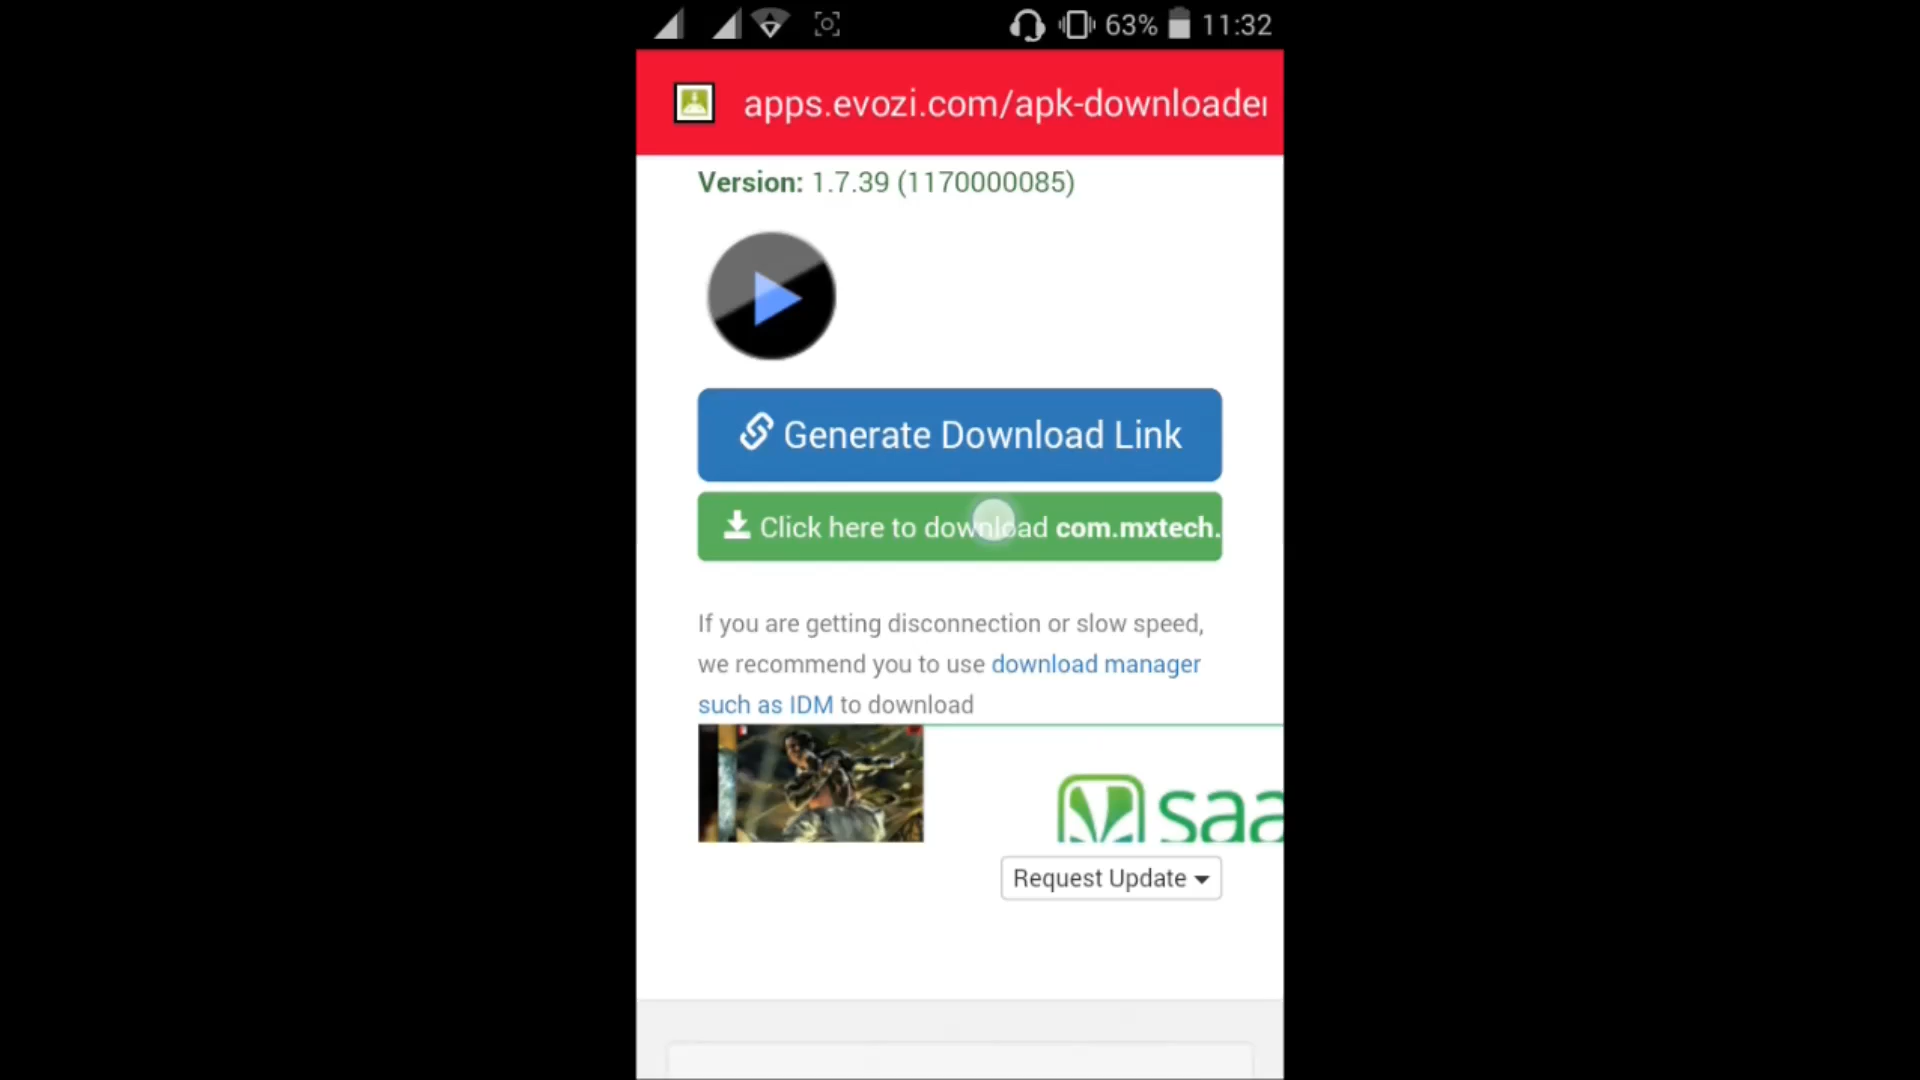 63% 11:32
apps.evozi.com/apk-downloader
Version: 1.7.39 (1170000085)
Generate Download Link
Click here to download com.mxtech.
If you are getting disconnection or slow speed,
we recommend you to use download manager
such as IDM to download
saa
Request Update